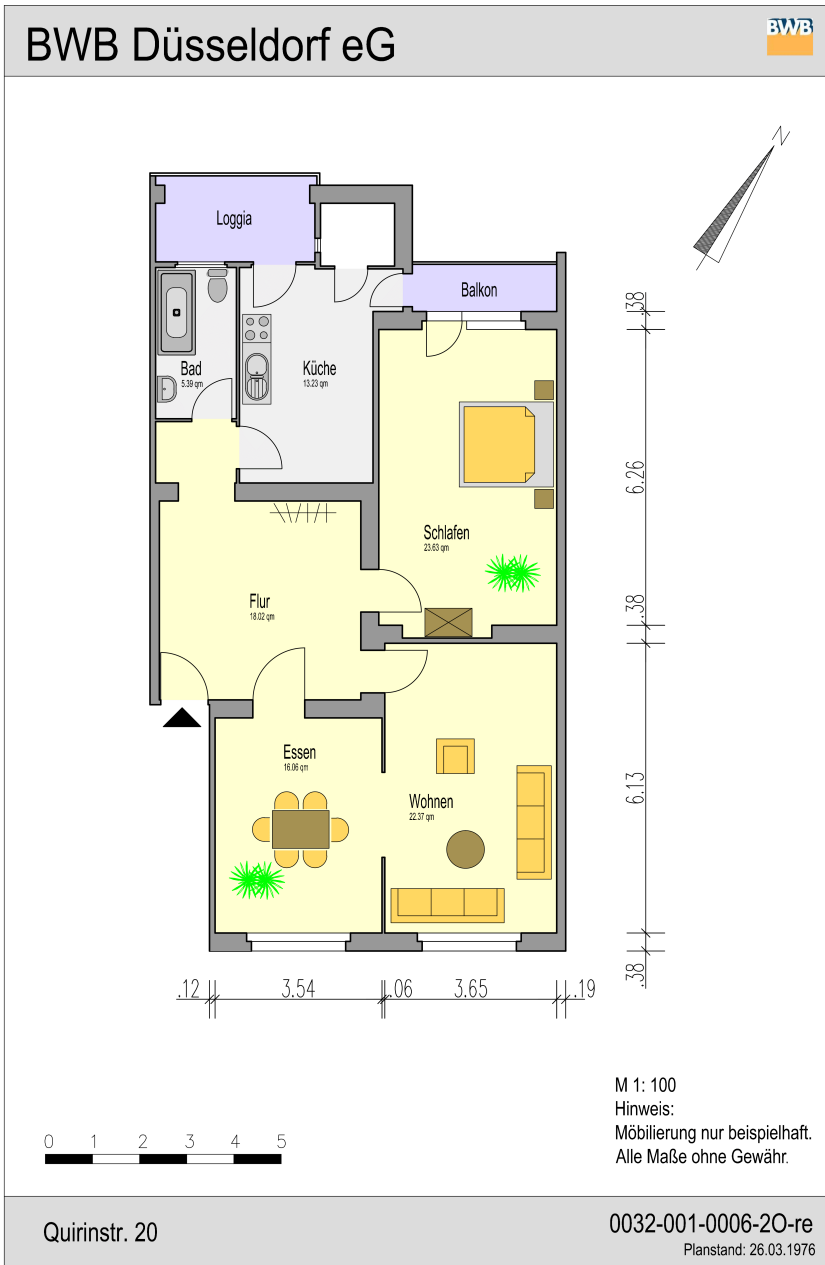 BWB Düsseldorf eG
BWB
N
Loggia
Balkon
.38
Bad
5.39 qm
Küche
13.23 qm
6.26
Schlafen
23.63 qm
Flur
18.02 qm
.38
Essen
16.06 qm
Wohnen
22.37 qm
6.13
.38
.12
3.54
.06
3.65
.19
M 1: 100
Hinweis:
Möbilierung nur beispielhaft.
Alle Maße ohne Gewähr.
0 1 2 3 4 5
Quirinstr. 20
0032-001-0006-2O-re
Planstand: 26.03.1976